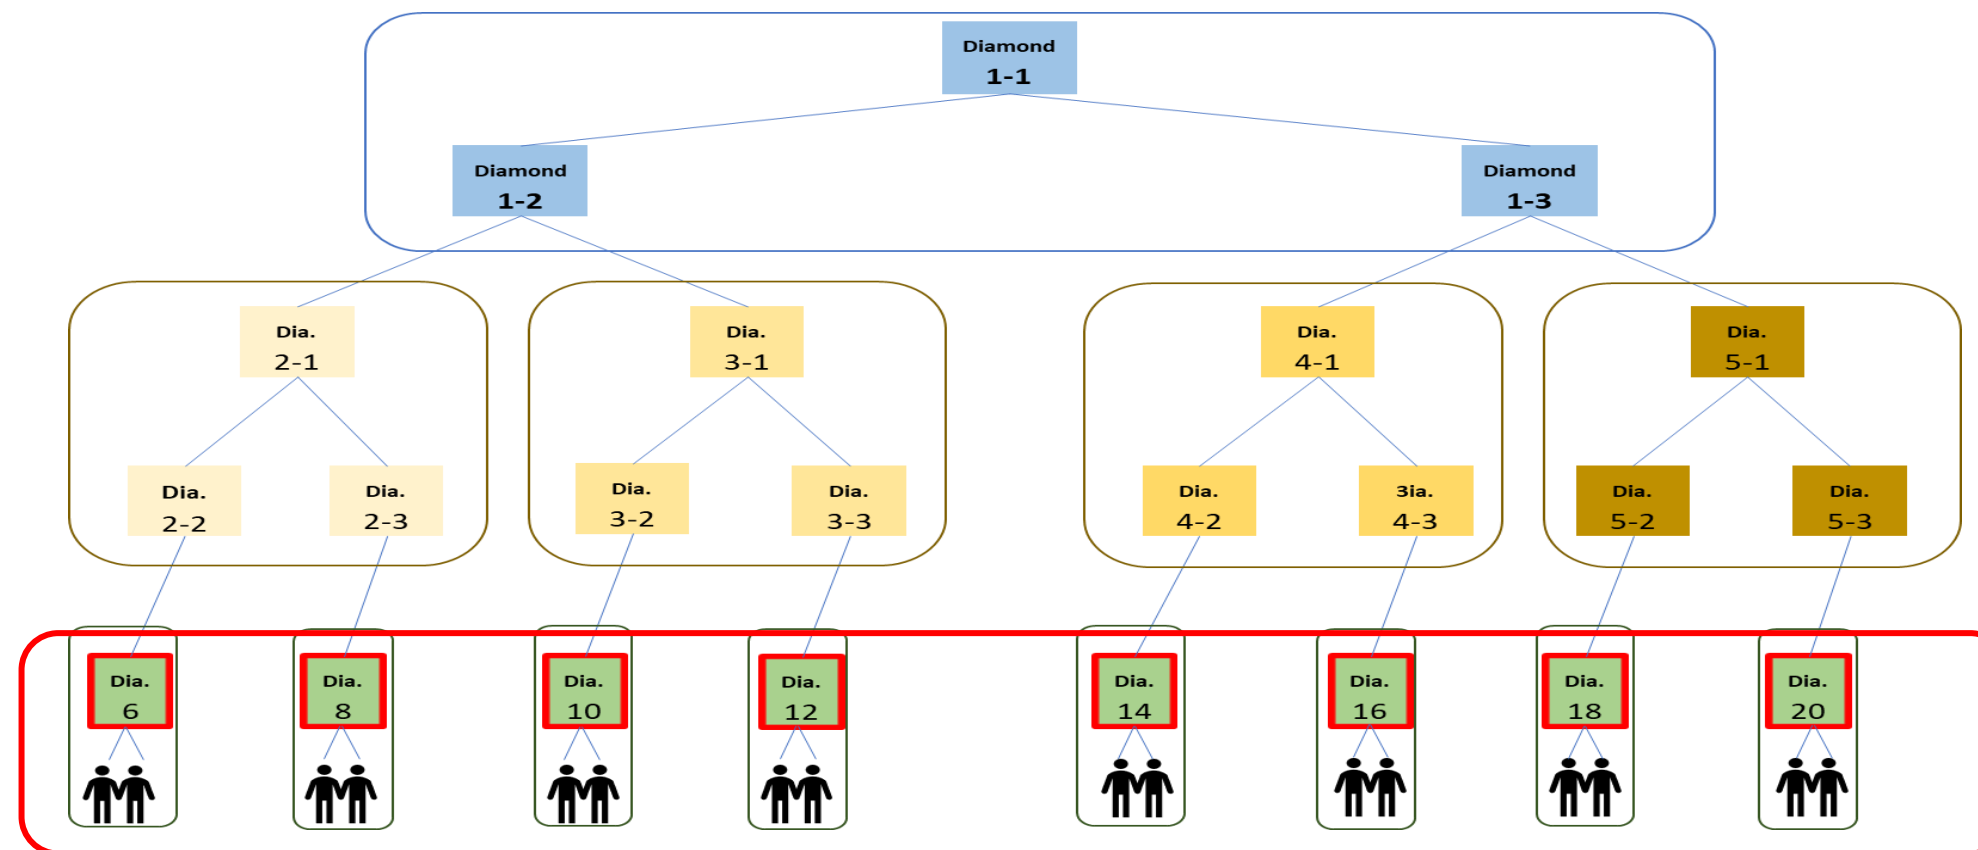 Diamond
1-1
Diamond
1-2
Diamond
1-3
Dia.
2-1
Dia.
3-1
Dia.
4-1
Dia.
5-1
Dia.
2-2
Dia.
2-3
Dia.
3-2
Dia.
3-3
Dia.
4-2
3ia.
4-3
Dia.
5-2
Dia.
5-3
Dia.
6
Dia.
8
Dia.
10
Dia.
12
Dia.
14
Dia.
16
Dia.
18
Dia.
20